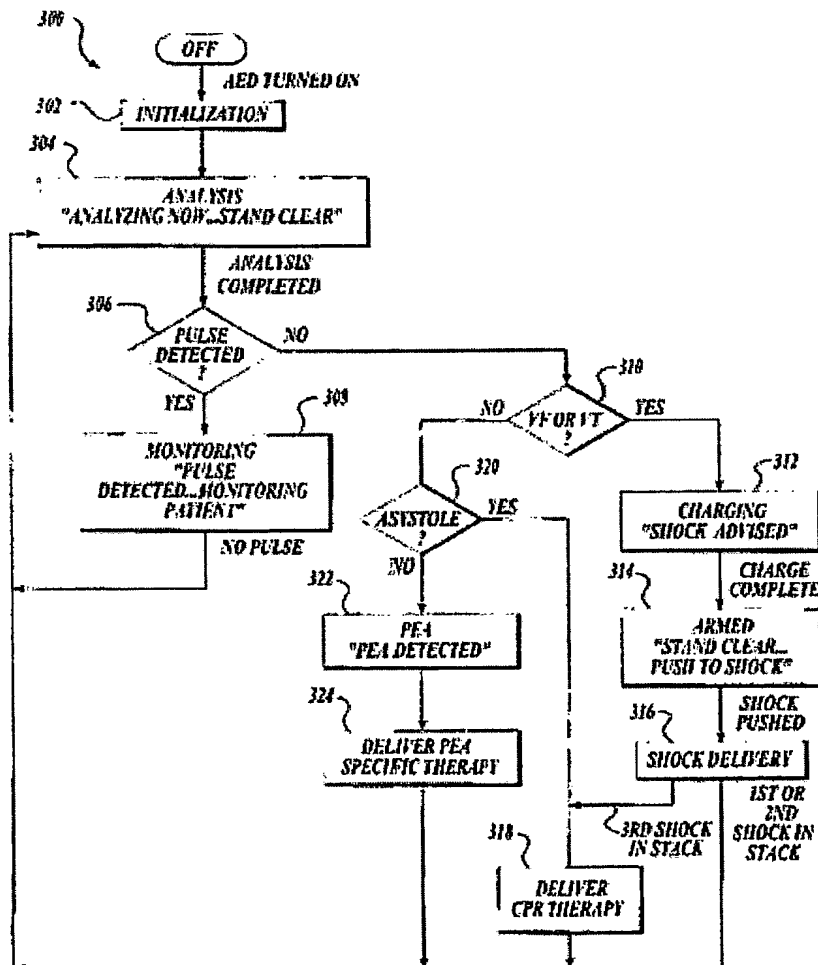 300
OFF
AED TURNED ON
302
INITIALIZATION
304
ANALYSIS
"ANALYZING NOW...STAND CLEAR"
ANALYSIS
COMPLETED
306
PULSE
DETECTED
?
NO
YES
310
VF OR VT
?
NO
YES
MONITORING
"PULSE
DETECTED...MONITORING
PATIENT"
NO PULSE
320
ASYSTOLE
?
YES
NO
312
CHARGING
"SHOCK ADVISED"
CHARGE
COMPLETE
322
PEA
"PEA DETECTED"
314
ARMED
"STAND CLEAR...
PUSH TO SHOCK"
SHOCK
PUSHED
324
DELIVER PEA
SPECIFIC THERAPY
316
SHOCK DELIVERY
1ST OR
2ND
SHOCK IN
STACK
3RD SHOCK
IN STACK
318
DELIVER
CPR THERAPY